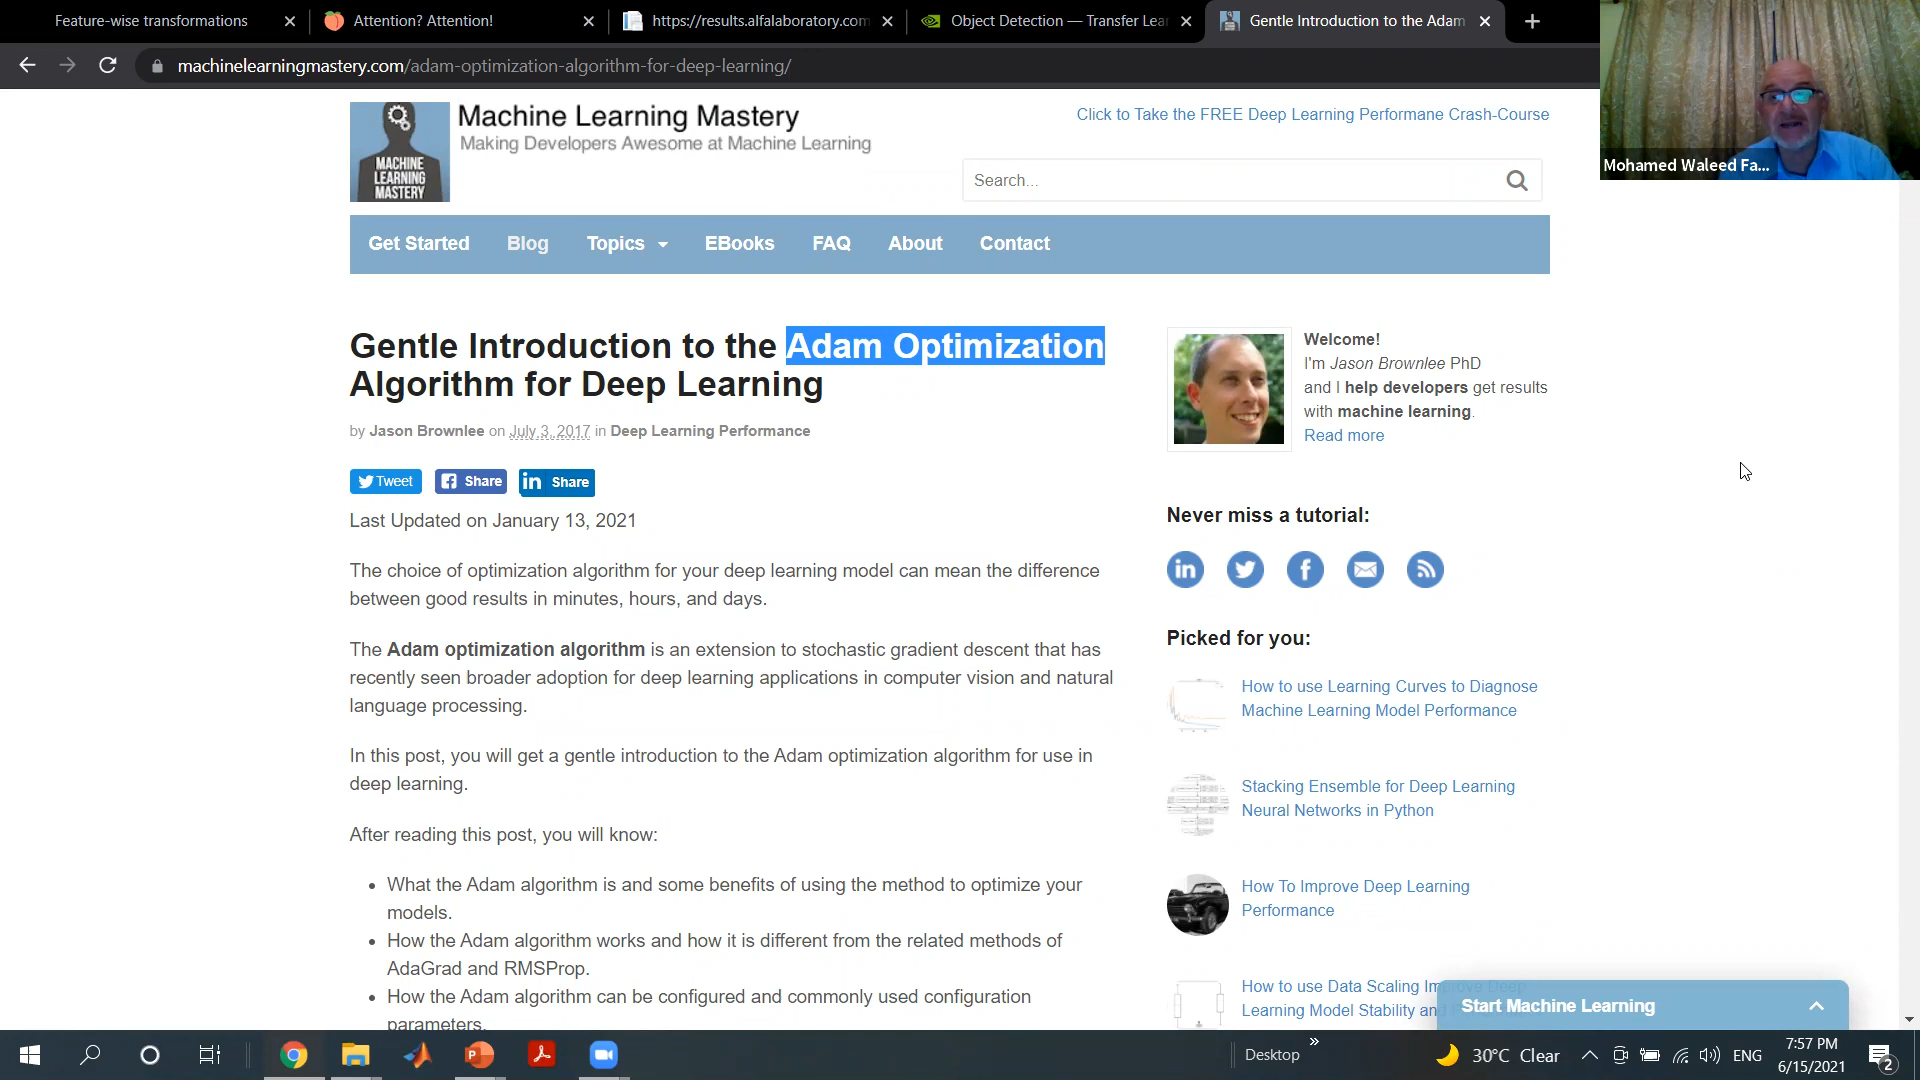 Feature-wise transformations
Attention? Attention!
https://results.alfalaboratory.com
Object Detection — Transfer Lear
Gentle Introduction to the Adam
machinelearningmastery.com/adam-optimization-algorithm-for-deep-learning/
Mohamed Waleed Fa...
MACHINE
LEARNING
MASTERY
Machine Learning Mastery
Making Developers Awesome at Machine Learning
Click to Take the FREE Deep Learning Performane Crash-Course
Search...
Get Started Blog Topics EBooks FAQ About Contact
Gentle Introduction to the Adam Optimization
Algorithm for Deep Learning
by Jason Brownlee on July 3, 2017 in Deep Learning Performance
Tweet Share Share
Last Updated on January 13, 2021
The choice of optimization algorithm for your deep learning model can mean the difference
between good results in minutes, hours, and days.
The Adam optimization algorithm is an extension to stochastic gradient descent that has
recently seen broader adoption for deep learning applications in computer vision and natural
language processing.
In this post, you will get a gentle introduction to the Adam optimization algorithm for use in
deep learning.
After reading this post, you will know:
• What the Adam algorithm is and some benefits of using the method to optimize your
models.
• How the Adam algorithm works and how it is different from the related methods of
AdaGrad and RMSProp.
• How the Adam algorithm can be configured and commonly used configuration
parameters.
Welcome!
I'm Jason Brownlee PhD
and I help developers get results
with machine learning.
Read more
Never miss a tutorial:
Picked for you:
How to use Learning Curves to Diagnose
Machine Learning Model Performance
Stacking Ensemble for Deep Learning
Neural Networks in Python
How To Improve Deep Learning
Performance
How to use Data Scaling Improve Deep
Learning Model Stability and
Start Machine Learning
Desktop
30°C Clear
ENG
7:57 PM
6/15/2021
2